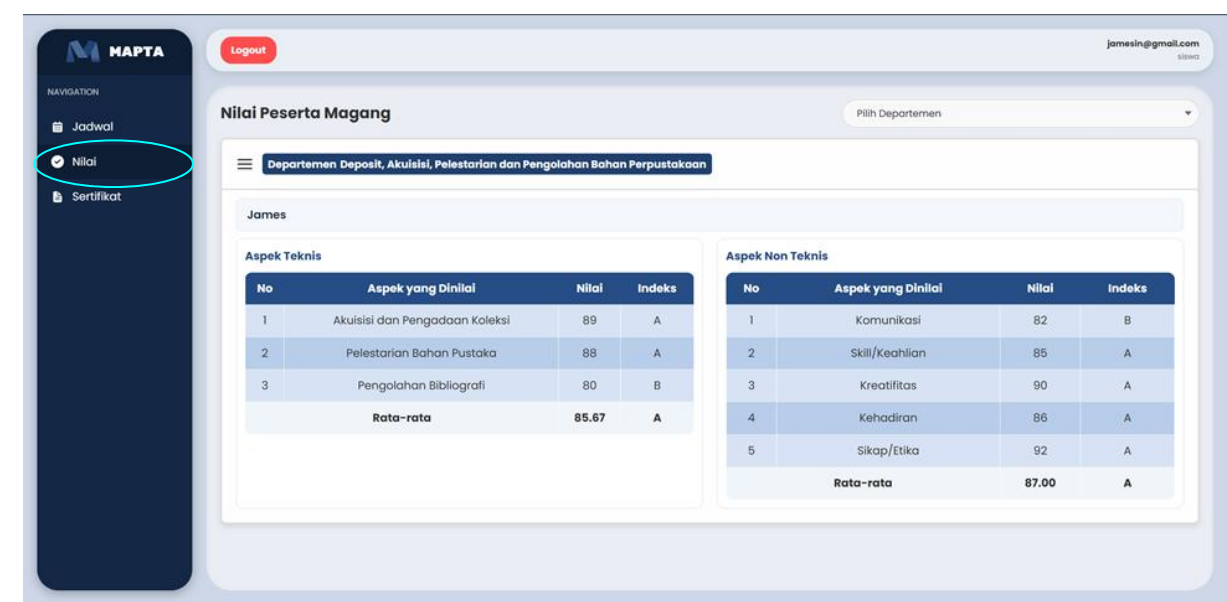 MAPTA
NAVIGATION
Jadwal
Nilai
Sertifikat
Logout
jamesin@gmail.com
siswa
Nilai Peserta Magang
Pilih Departemen
Departemen Deposit, Akuisisi, Pelestarian dan Pengolahan Bahan Perpustakaan
James
Aspek Teknis
No Aspek yang Dinilai Nilai Indeks
1 Akuisisi dan Pengadaan Koleksi 89 A
2 Pelestarian Bahan Pustaka 88 A
3 Pengolahan Bibliografi 80 B
Rata-rata 85.67 A
Aspek Non Teknis
No Aspek yang Dinilai Nilai Indeks
1 Komunikasi 82 B
2 Skill/Keahlian 85 A
3 Kreatifitas 90 A
4 Kehadiran 86 A
5 Sikap/Etika 92 A
Rata-rata 87.00 A